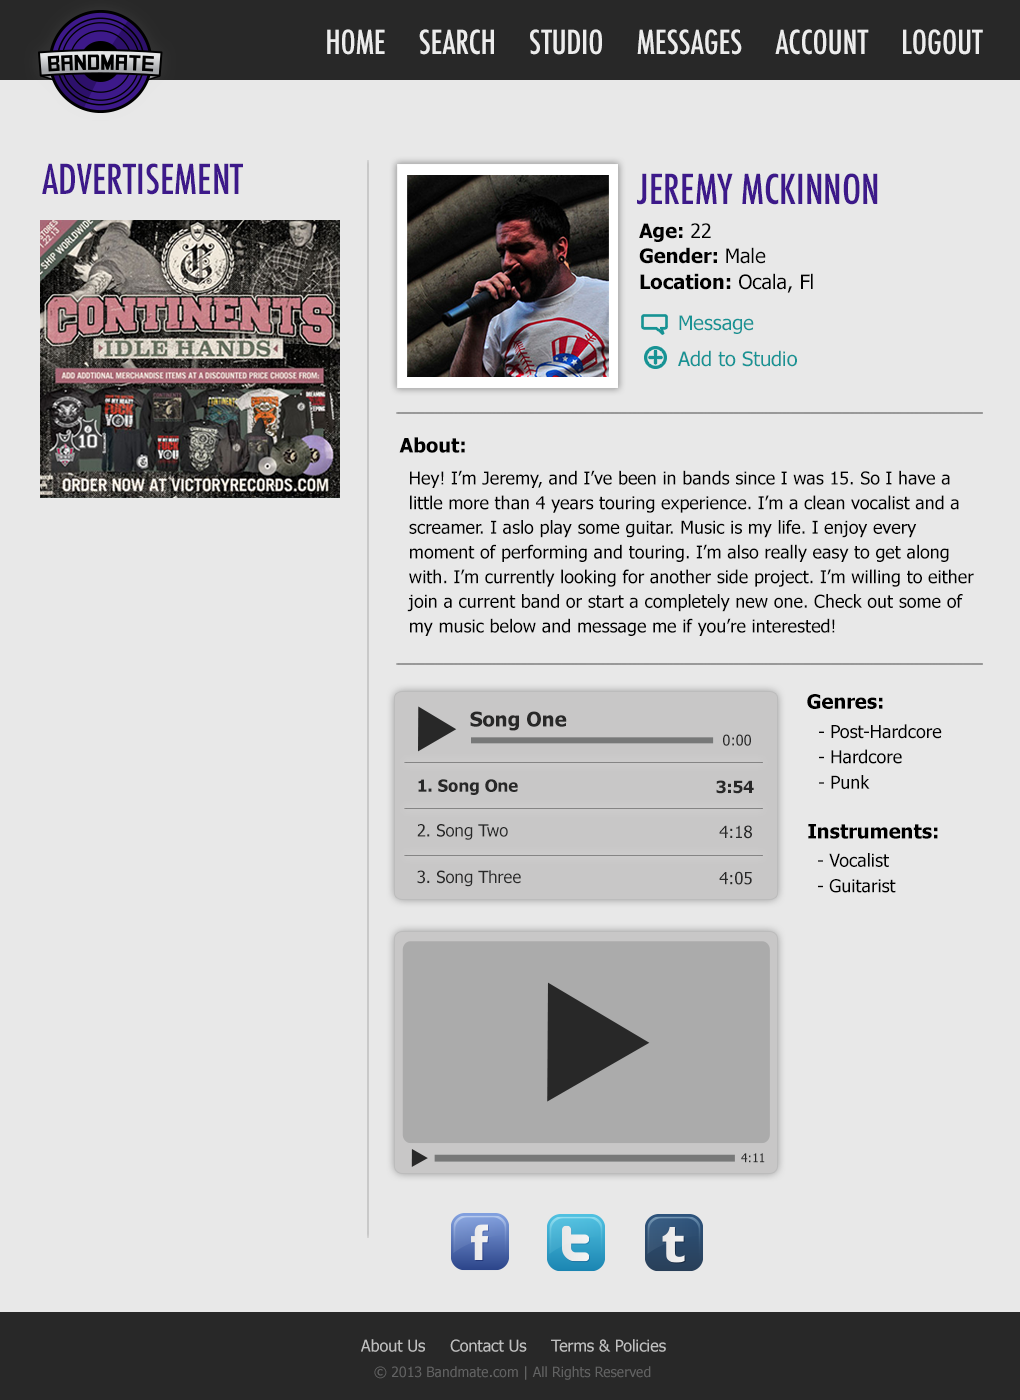 BANDMATE
HOME SEARCH STUDIO MESSAGES ACCOUNT LOGOUT
ADVERTISEMENT
SHIP WORLDWIDE
CONTINENTS
IDLE HANDS
ADD ADDTIONAL MERCHANDISE ITEMS AT A DISCOUNTED PRICE CHOOSE FROM:
ORDER NOW AT VICTORYRECORDS.COM
JEREMY MCKINNON
Age: 22
Gender: Male
Location: Ocala, Fl
Message
Add to Studio
About:
Hey! I’m Jeremy, and I’ve been in bands since I was 15. So I have a
little more than 4 years touring experience. I’m a clean vocalist and a
screamer. I aslo play some guitar. Music is my life. I enjoy every
moment of performing and touring. I’m also really easy to get along
with. I’m currently looking for another side project. I’m willing to either
join a current band or start a completely new one. Check out some of
my music below and message me if you’re interested!
Song One
0:00
1. Song One 3:54
2. Song Two 4:18
3. Song Three 4:05
Genres:
- Post-Hardcore
- Hardcore
- Punk
Instruments:
- Vocalist
- Guitarist
4:11
About Us Contact Us Terms & Policies
© 2013 Bandmate.com | All Rights Reserved